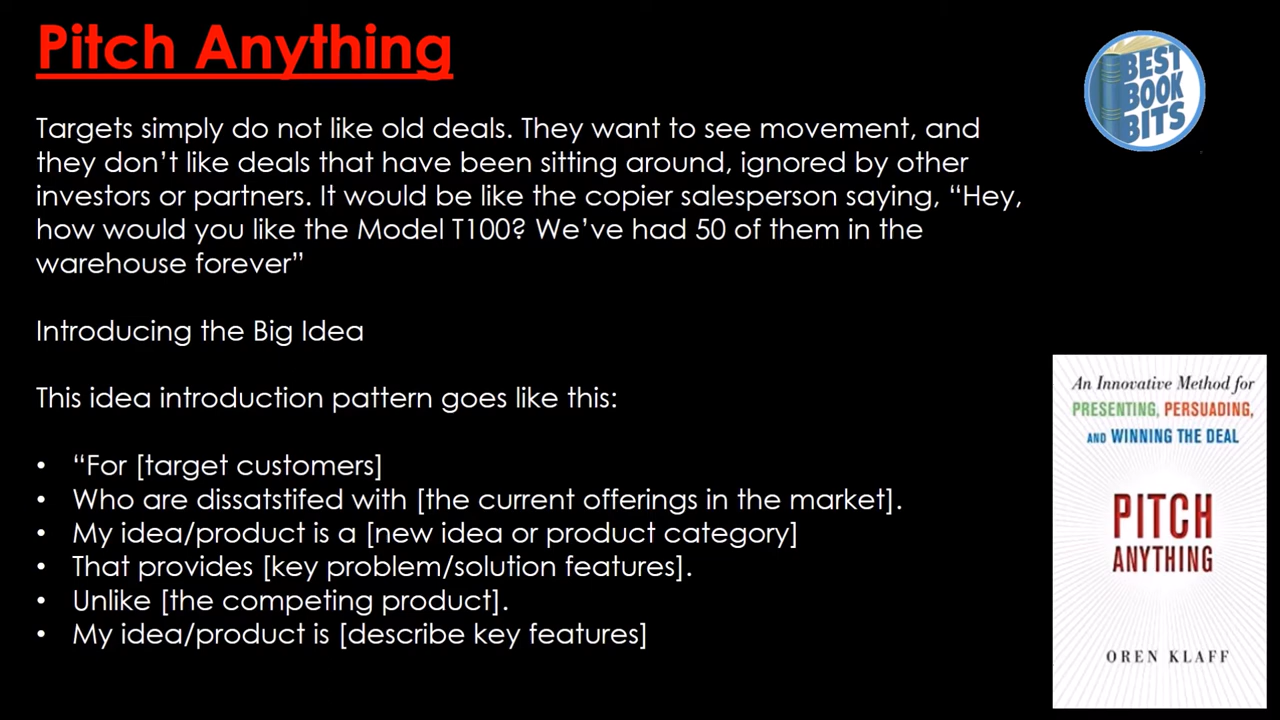 Pitch Anything
BEST
BOOK
BITS
Targets simply do not like old deals. They want to see movement, and
they don’t like deals that have been sitting around, ignored by other
investors or partners. It would be like the copier salesperson saying, “Hey,
how would you like the Model T100? We’ve had 50 of them in the
warehouse forever”
Introducing the Big Idea
This idea introduction pattern goes like this:
• “For [target customers]
• Who are dissatstifed with [the current offerings in the market].
• My idea/product is a [new idea or product category]
• That provides [key problem/solution features].
• Unlike [the competing product].
• My idea/product is [describe key features]
An Innovative Method for
PRESENTING, PERSUADING,
AND WINNING THE DEAL
PITCH
ANYTHING
OREN KLAFF